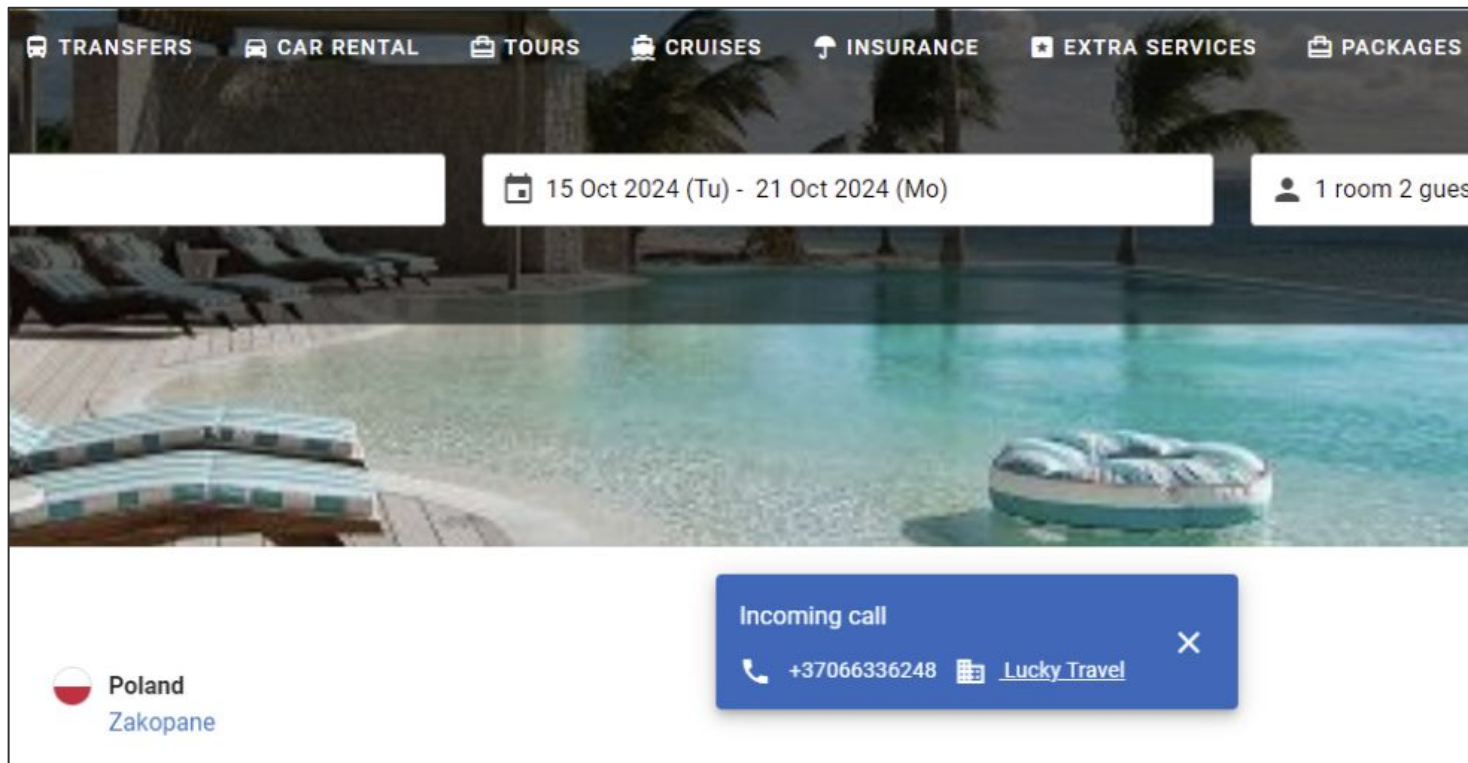 TRANSFERS CAR RENTAL TOURS CRUISES INSURANCE EXTRA SERVICES PACKAGES
15 Oct 2024 (Tu) - 21 Oct 2024 (Mo)
1 room 2 gues
Incoming call
+37066336248 Lucky Travel
Poland
Zakopane